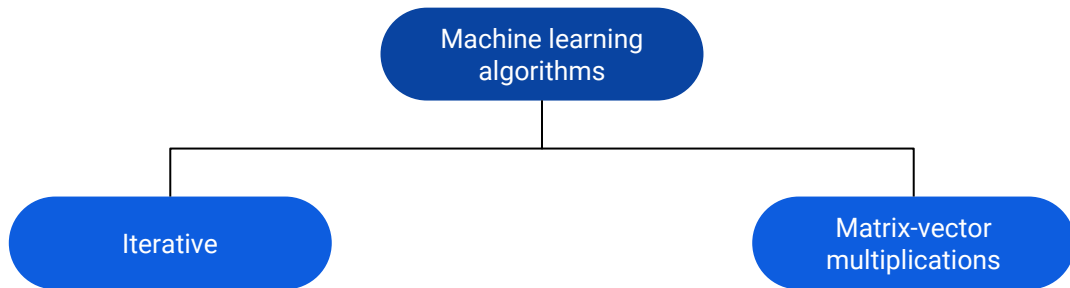 Machine learning
algorithms
Iterative
Matrix-vector
multiplications